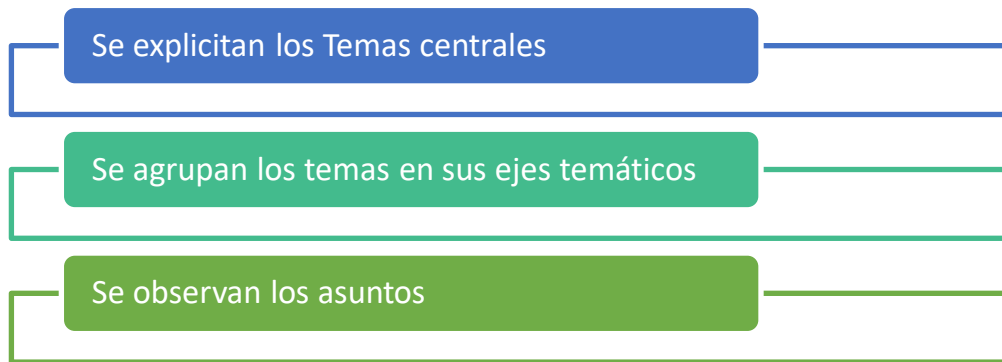 Se explicitan los Temas centrales
Se agrupan los temas en sus ejes temáticos
Se observan los asuntos